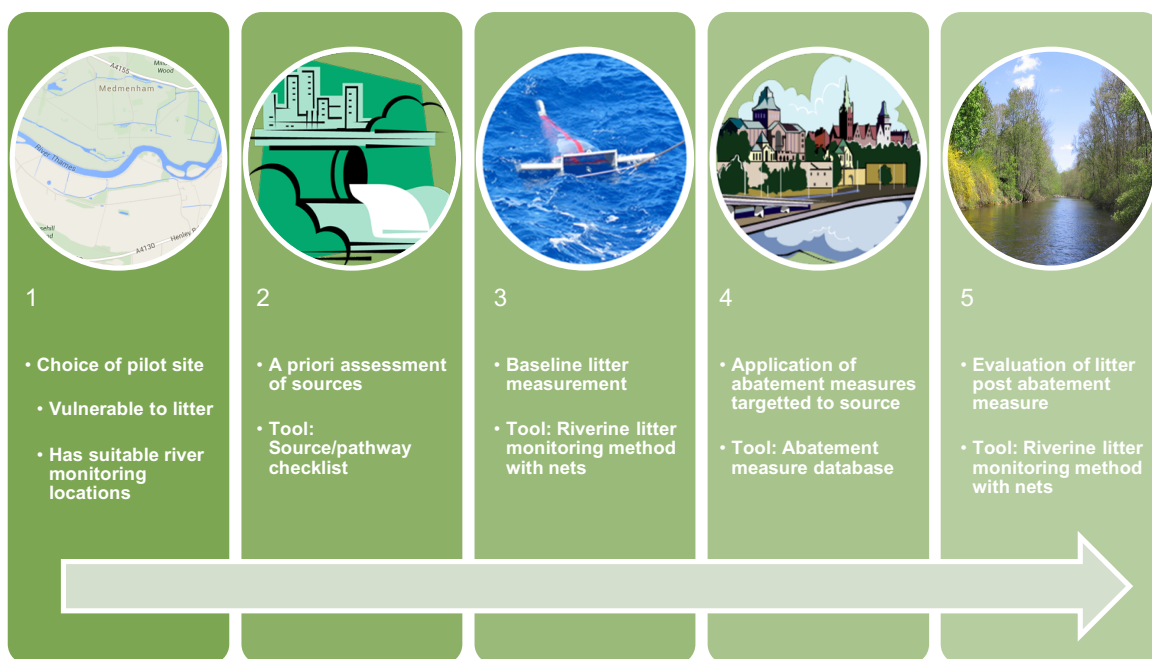 A4155
Medmenham
River Thames
A4130
1
• Choice of pilot site
• Vulnerable to litter
• Has suitable river
monitoring
locations
2
• A priori assessment
of sources
• Tool:
Source/pathway
checklist
3
• Baseline litter
measurement
• Tool: Riverine litter
monitoring method
with nets
4
• Application of
abatement measures
targetted to source
• Tool: Abatement
measure database
5
• Evaluation of litter
post abatement
measure
• Tool: Riverine litter
monitoring method
with nets